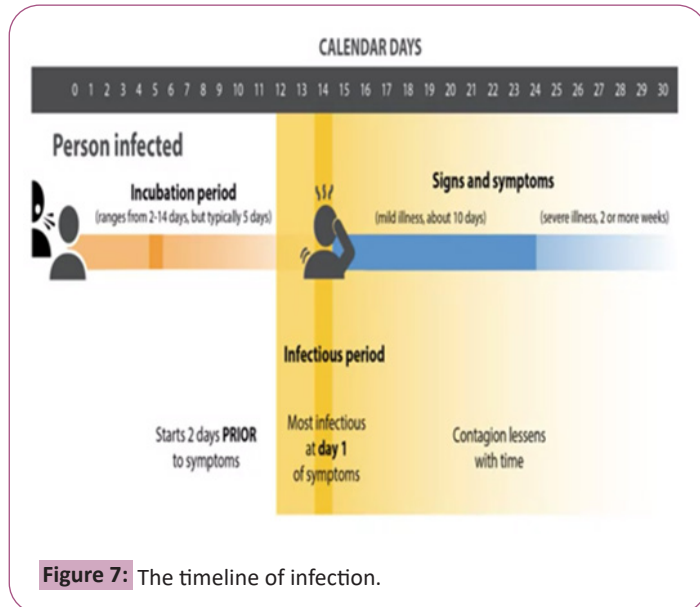 CALENDAR DAYS
0 1 2 3 4 5 6 7 8 9 10 11 12 13 14 15 16 17 18 19 20 21 22 23 24 25 26 27 28 29 30
Person infected
Incubation period
(ranges from 2-14 days, but typically 5 days)
Signs and symptoms
(mild illness, about 10 days)
(severe illness, 2 or more weeks)
Infectious period
Starts 2 days PRIOR
to symptoms
Most infectious
at day 1
of symptoms
Contagion lessens
with time
Figure 7: The timeline of infection.